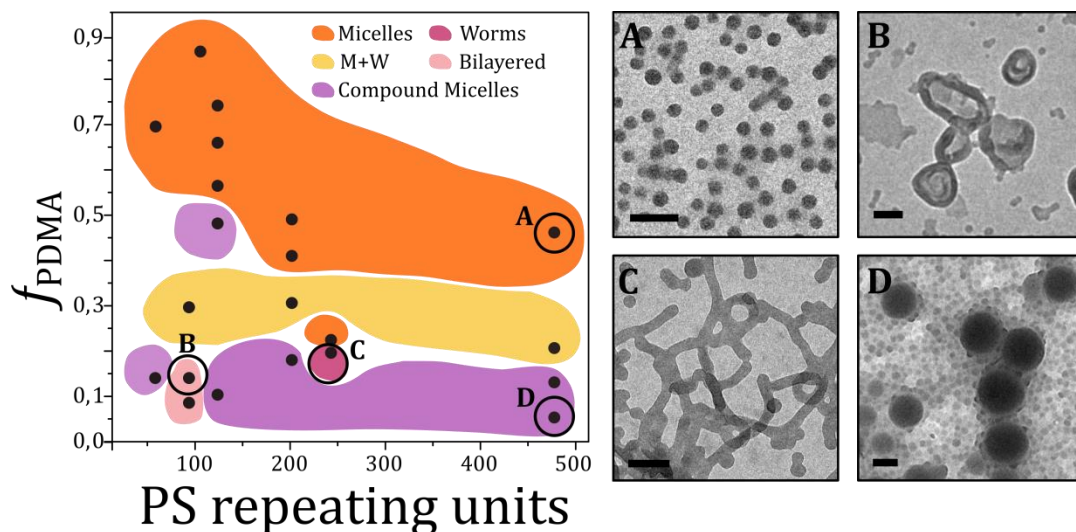 0,9
0,7
0,5
0,3
0,1
0,0
fPDMA
Micelles
Worms
M+W
Bilayered
Compound Micelles
A
B
C
D
100
200
300
400
500
PS repeating units
A
B
C
D